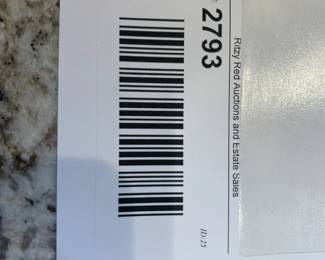 Ritzy Red Auctions and Estate Sales
2793
ID:25